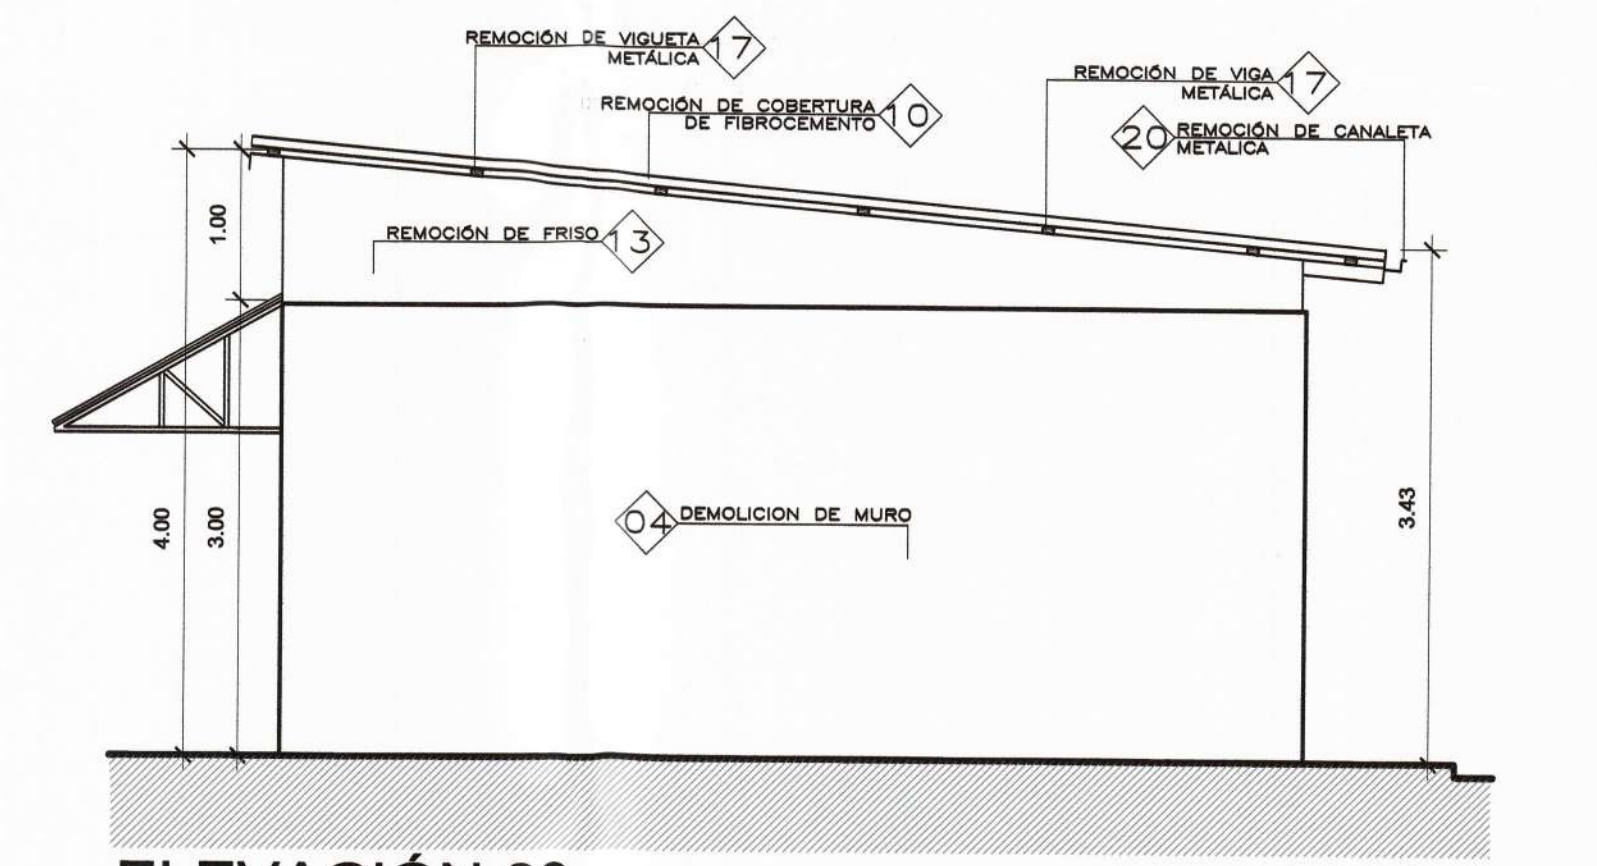 REMOCIÓN DE VIGUETA
METÁLICA
17
REMOCIÓN DE VIGA
METÁLICA
17
REMOCIÓN DE COBERTURA
DE FIBROCEMENTO
10
20
REMOCIÓN DE CANALETA
METALICA
REMOCIÓN DE FRISO
13
1.00
04
DEMOLICION DE MURO
4.00
3.00
3.43
ELEVACIÓN